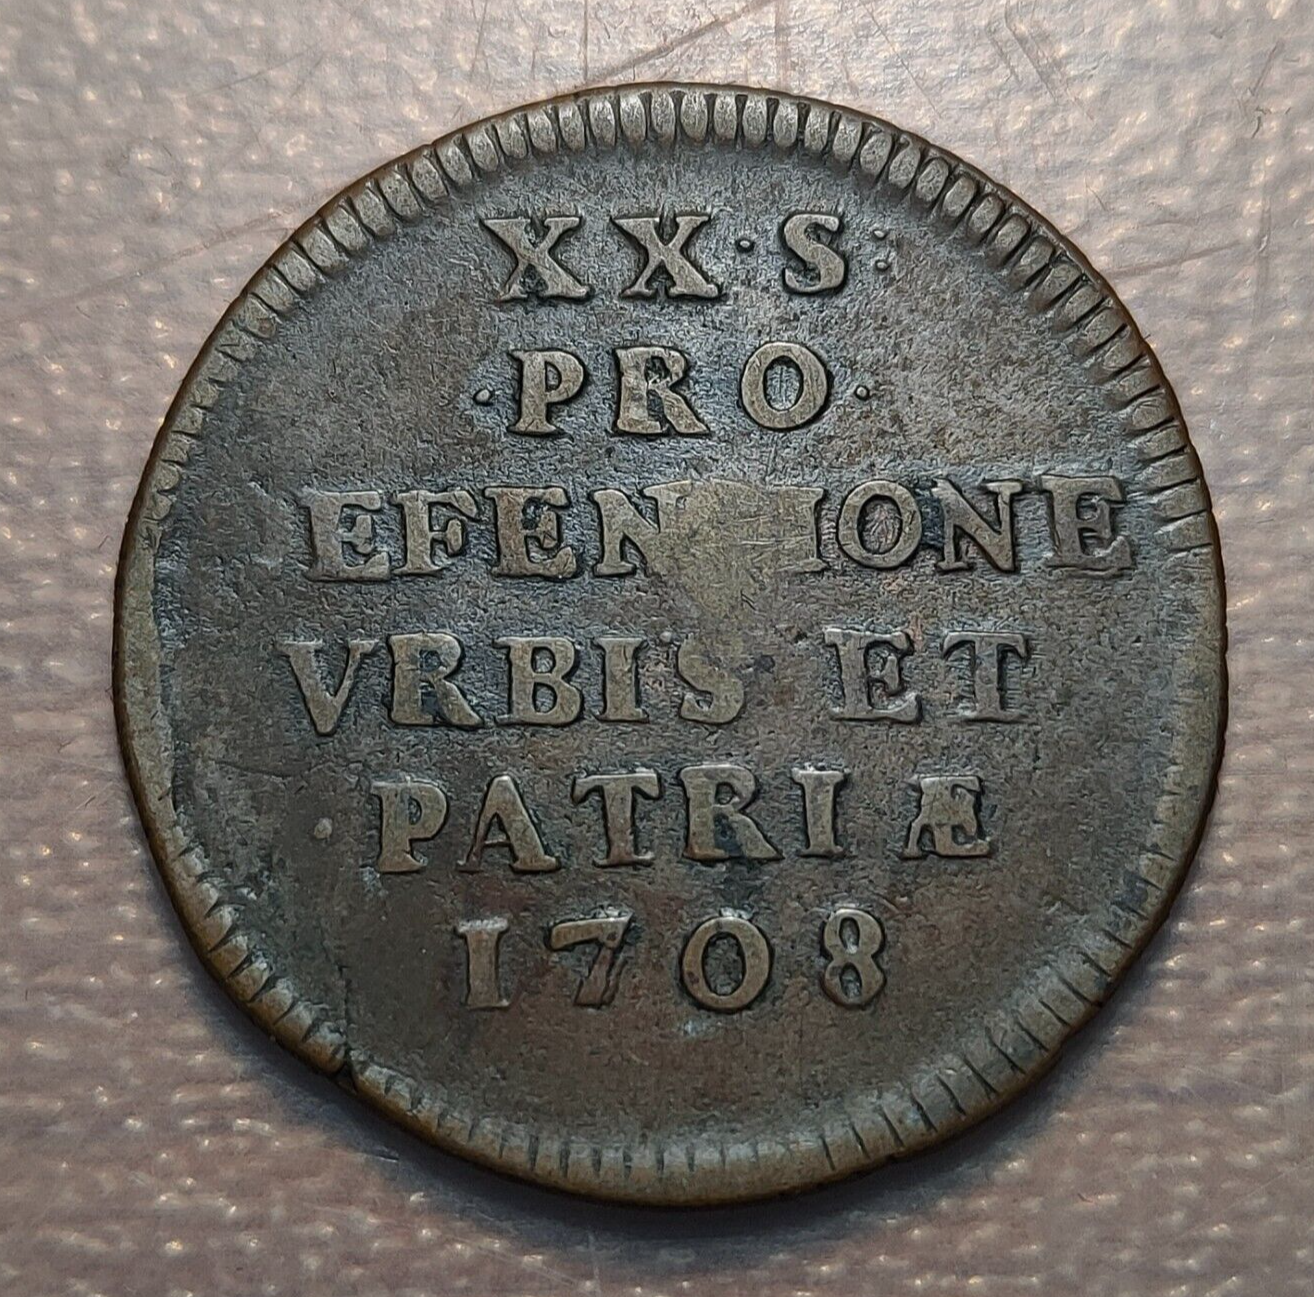 XX·S:
·PRO·
EFEN IONE
VRBIS ET
PATRIÆ
1708